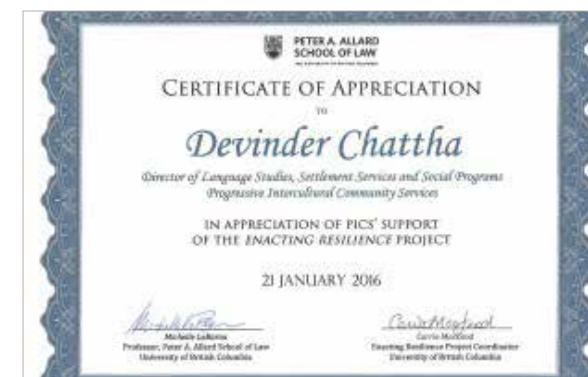 PETER A. ALLARD
SCHOOL OF LAW
CERTIFICATE OF APPRECIATION
TO
Devinder Chattha
Director of Language Studies, Settlement Services and Social Programs
Progressive Intercultural Community Services
IN APPRECIATION OF PICS' SUPPORT
OF THE ENACTING RESILIENCE PROJECT
21 JANUARY 2016
Michelle LeBaron
Professor, Peter A. Allard School of Law
University of British Columbia
Carrie MacLeod
Enacting Resilience Project Coordinator
University of British Columbia